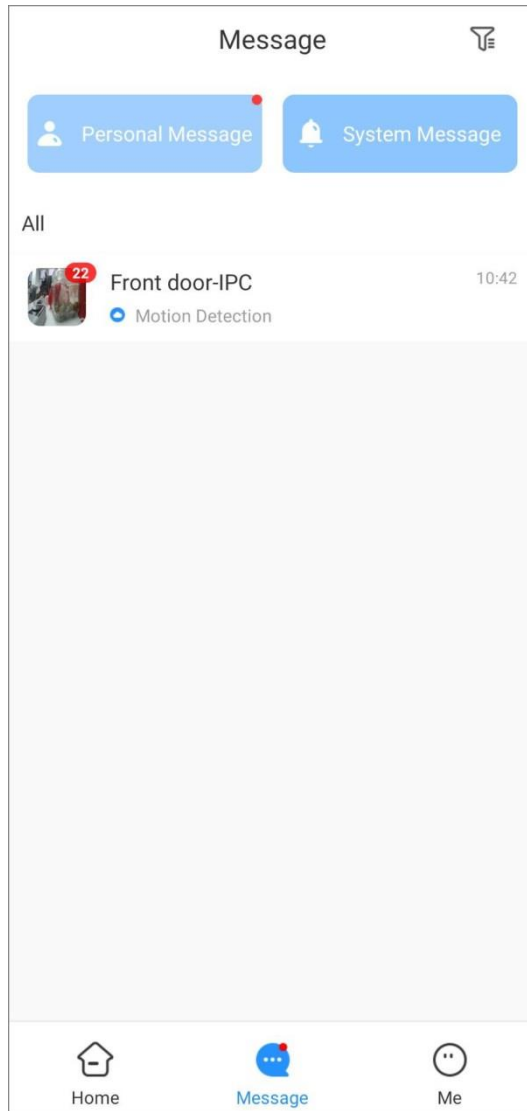 Message
Personal Message
System Message
All
22
Front door-IPC
10:42
Motion Detection
Home
Message
Me